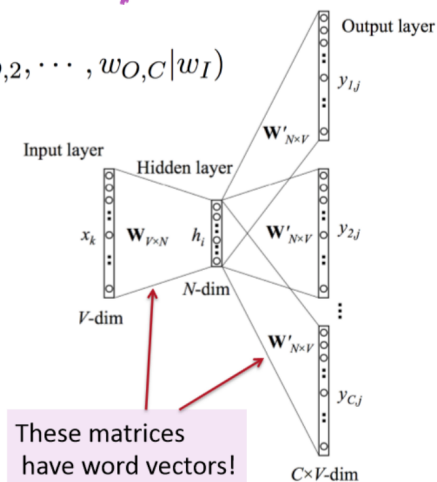 Output layer
O,2, ⋯ , w_{O,C}|w_I)
y_{1,j}
W'_{N×V}
Input layer
Hidden layer
x_k
W_{V×N}
h_i
W'_{N×V}
y_{2,j}
N-dim
V-dim
W'_{N×V}
y_{C,j}
These matrices
have word vectors!
C×V-dim